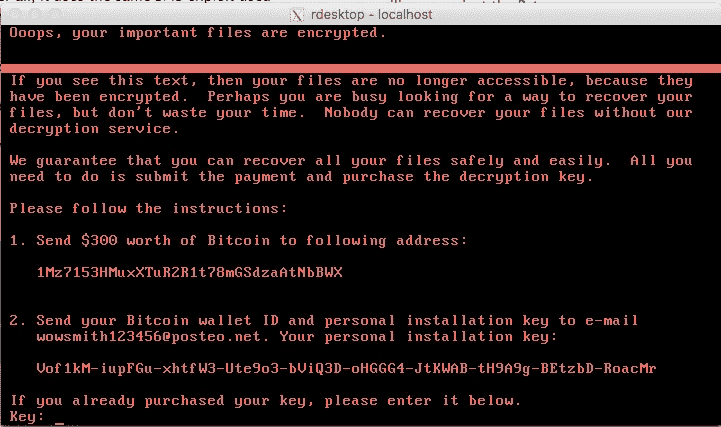 rdesktop - localhost
Ooops, your important files are encrypted.
If you see this text, then your files are no longer accessible, because they
have been encrypted.  Perhaps you are busy looking for a way to recover your
files, but don't waste your time.  Nobody can recover your files without our
decryption service.
We guarantee that you can recover all your files safely and easily.  All you
need to do is submit the payment and purchase the decryption key.
Please follow the instructions:
1. Send $300 worth of Bitcoin to following address:
1Mz7153HMuxXTuR2R1t78mGSdzaAtNbBWX
2. Send your Bitcoin wallet ID and personal installation key to e-mail
wowsmith123456@posteo.net. Your personal installation key:
Vof1kM-iupFGu-xhtfW3-Ute9o3-bViQ3D-oHGGG4-JtKWAB-tH9A9g-BEtzbD-RoacMr
If you already purchased your key, please enter it below.
Key: _